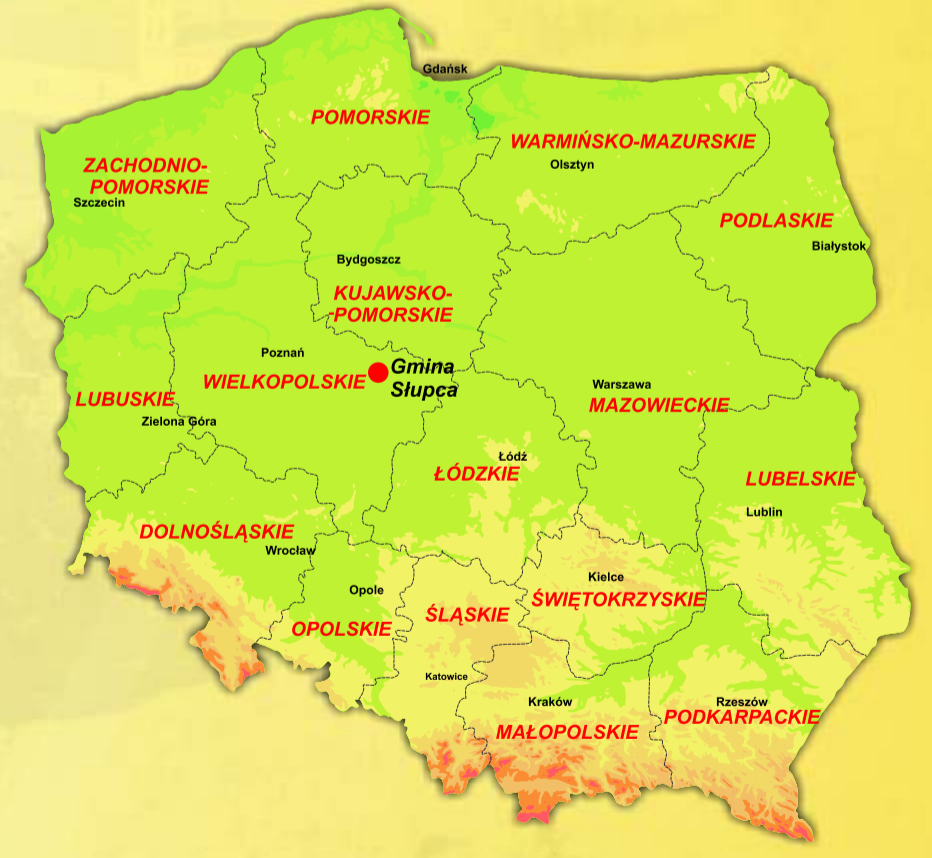 Gdańsk
POMORSKIE
WARMIŃSKO-MAZURSKIE
Olsztyn
ZACHODNIO-
POMORSKIE
Szczecin
PODLASKIE
Białystok
Bydgoszcz
KUJAWSKO-
-POMORSKIE
Poznań
WIELKOPOLSKIE
Gmina
Słupca
LUBUSKIE
Zielona Góra
Warszawa
MAZOWIECKIE
Łódź
ŁÓDZKIE
LUBELSKIE
Lublin
DOLNOŚLĄSKIE
Wrocław
Opole
OPOLSKIE
ŚLĄSKIE
Katowice
Kielce
ŚWIĘTOKRZYSKIE
Kraków
MAŁOPOLSKIE
Rzeszów
PODKARPACKIE